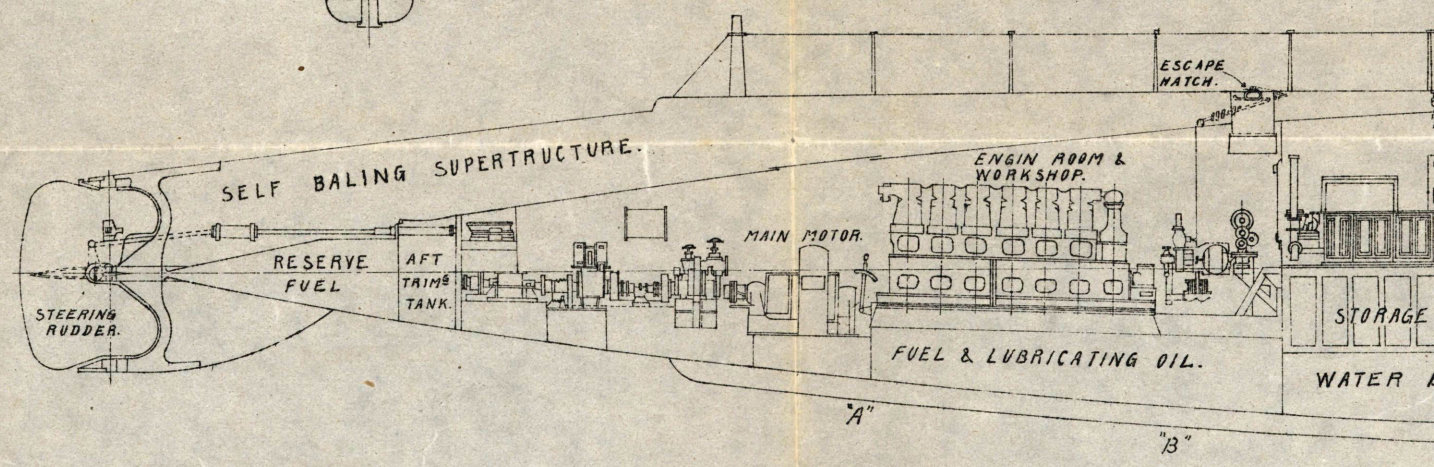 ESCAPE
HATCH.
SELF BALING SUPERTRUCTURE.
ENGIN ROOM &
WORKSHOP.
MAIN MOTOR.
RESERVE
FUEL
AFT
TRIMG
TANK.
STEERING
RUDDER.
STORAGE
FUEL & LUBRICATING OIL.
WATER
"A"
"B"